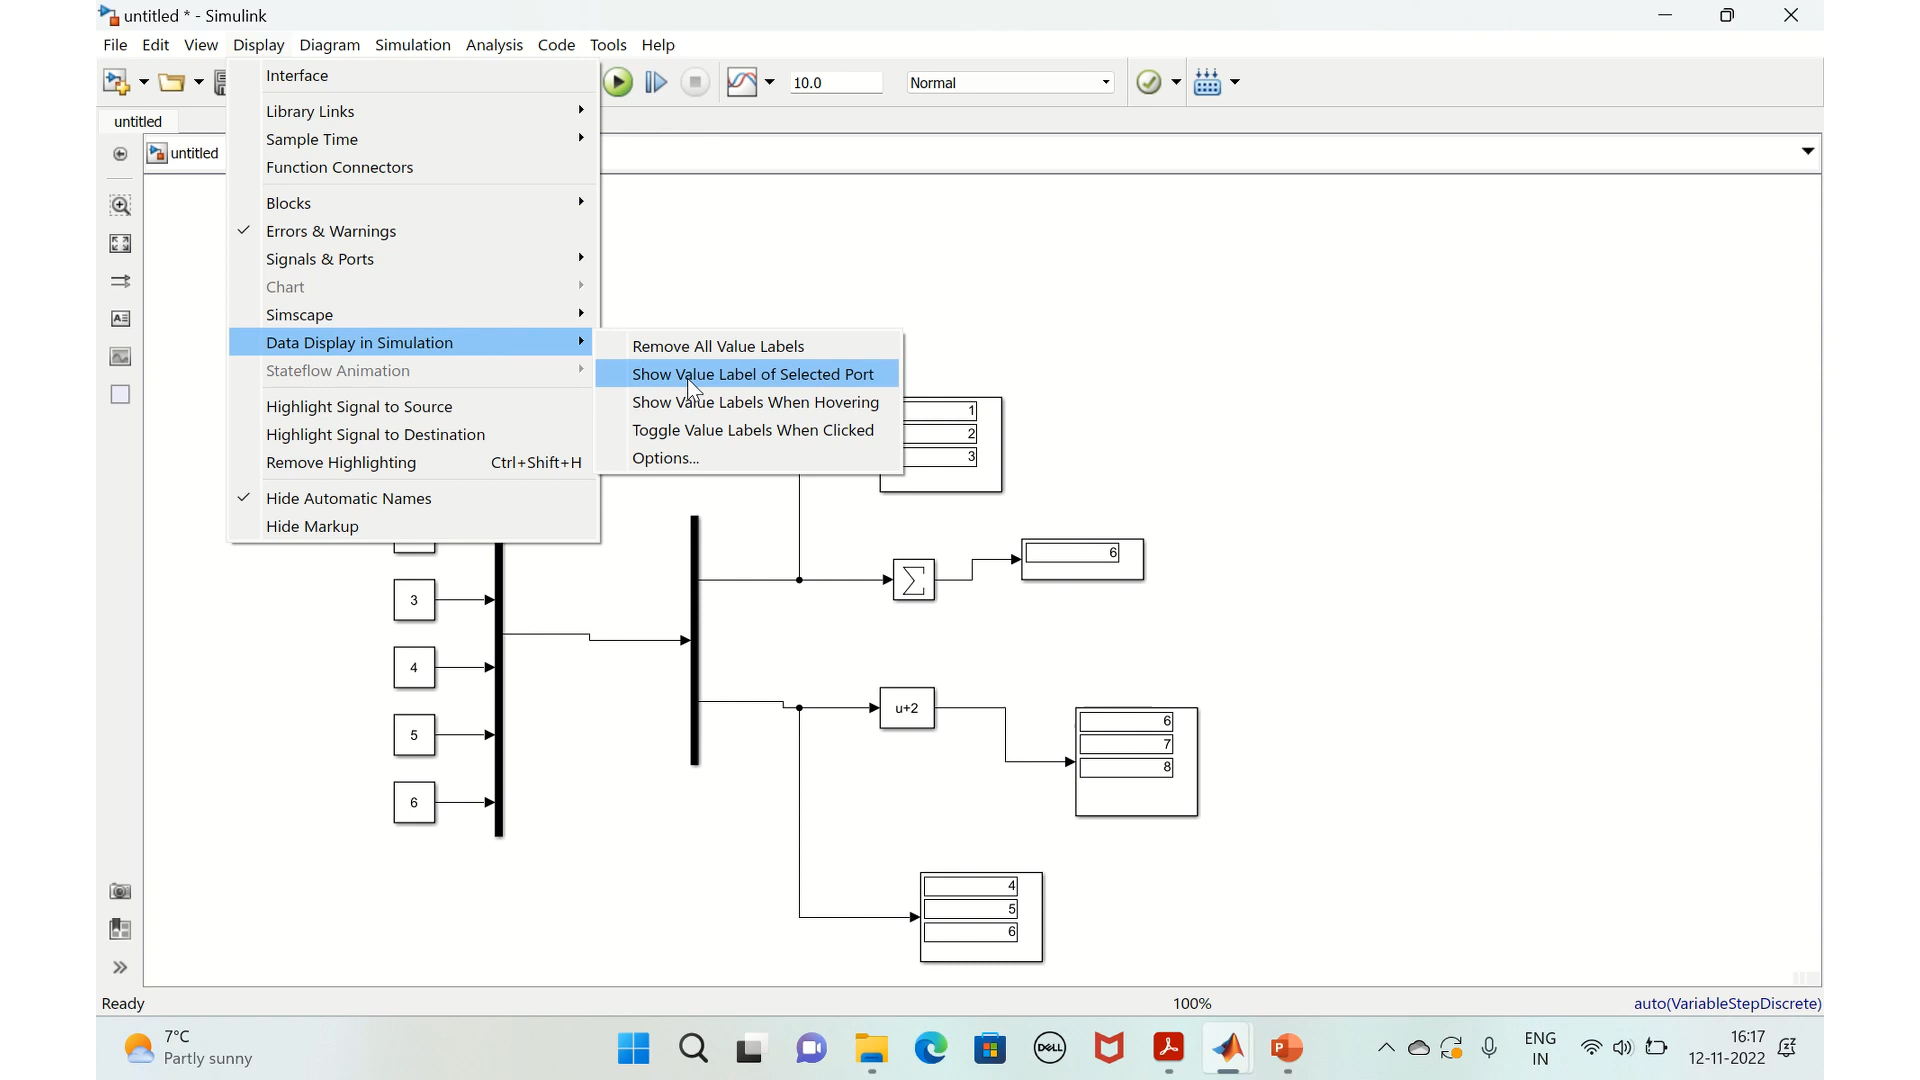 untitled * - Simulink
File Edit View Display Diagram Simulation Analysis Code Tools Help
10.0 Normal
untitled
untitled
Interface
Library Links
Sample Time
Function Connectors
Blocks
Errors & Warnings
Signals & Ports
Chart
Simscape
Data Display in Simulation
Stateflow Animation
Highlight Signal to Source
Highlight Signal to Destination
Remove Highlighting Ctrl+Shift+H
Hide Automatic Names
Hide Markup
Remove All Value Labels
Show Value Label of Selected Port
Show Value Labels When Hovering
Toggle Value Labels When Clicked
Options...
1
2
3
6
3
4
5
6
u+2
6
7
8
4
5
6
Ready 100% auto(VariableStepDiscrete)
7°C
Partly sunny
DELL
ENG
IN
16:17
12-11-2022